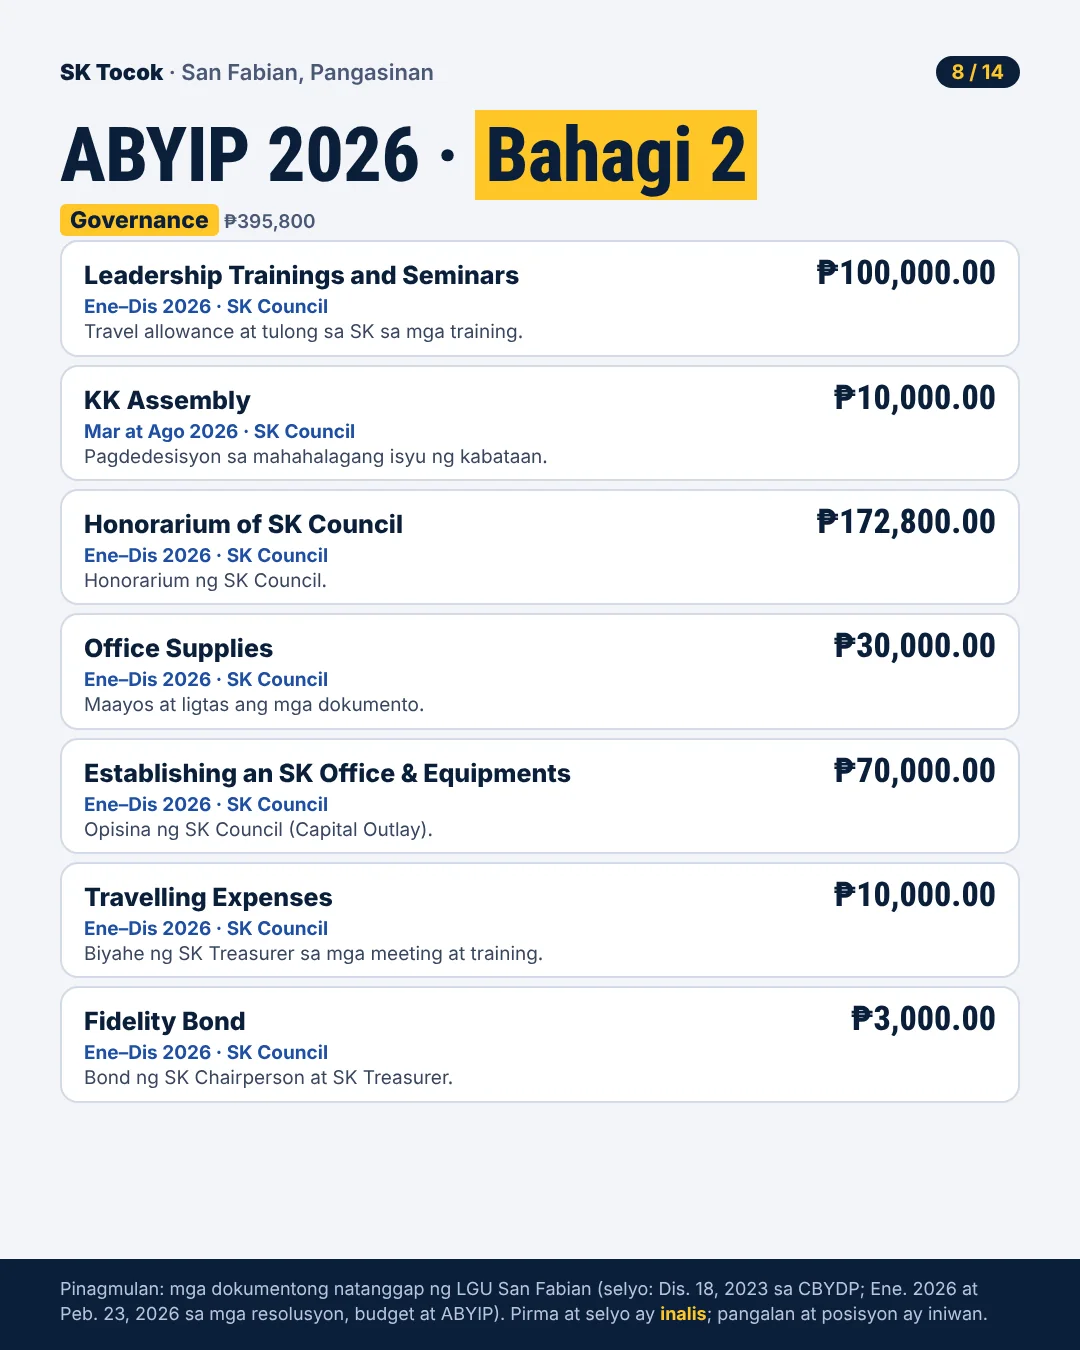 SK Tocok · San Fabian, Pangasinan
8 / 14
ABYIP 2026 · Bahagi 2
Governance ₱395,800
Leadership Trainings and Seminars
₱100,000.00
Ene–Dis 2026 · SK Council
Travel allowance at tulong sa SK sa mga training.
KK Assembly
₱10,000.00
Mar at Ago 2026 · SK Council
Pagdedesisyon sa mahahalagang isyu ng kabataan.
Honorarium of SK Council
₱172,800.00
Ene–Dis 2026 · SK Council
Honorarium ng SK Council.
Office Supplies
₱30,000.00
Ene–Dis 2026 · SK Council
Maayos at ligtas ang mga dokumento.
Establishing an SK Office & Equipments
₱70,000.00
Ene–Dis 2026 · SK Council
Opisina ng SK Council (Capital Outlay).
Travelling Expenses
₱10,000.00
Ene–Dis 2026 · SK Council
Biyahe ng SK Treasurer sa mga meeting at training.
Fidelity Bond
₱3,000.00
Ene–Dis 2026 · SK Council
Bond ng SK Chairperson at SK Treasurer.
Pinagmulan: mga dokumentong natanggap ng LGU San Fabian (selyo: Dis. 18, 2023 sa CBYDP; Ene. 2026 at
Peb. 23, 2026 sa mga resolusyon, budget at ABYIP). Pirma at selyo ay inalis; pangalan at posisyon ay iniwan.